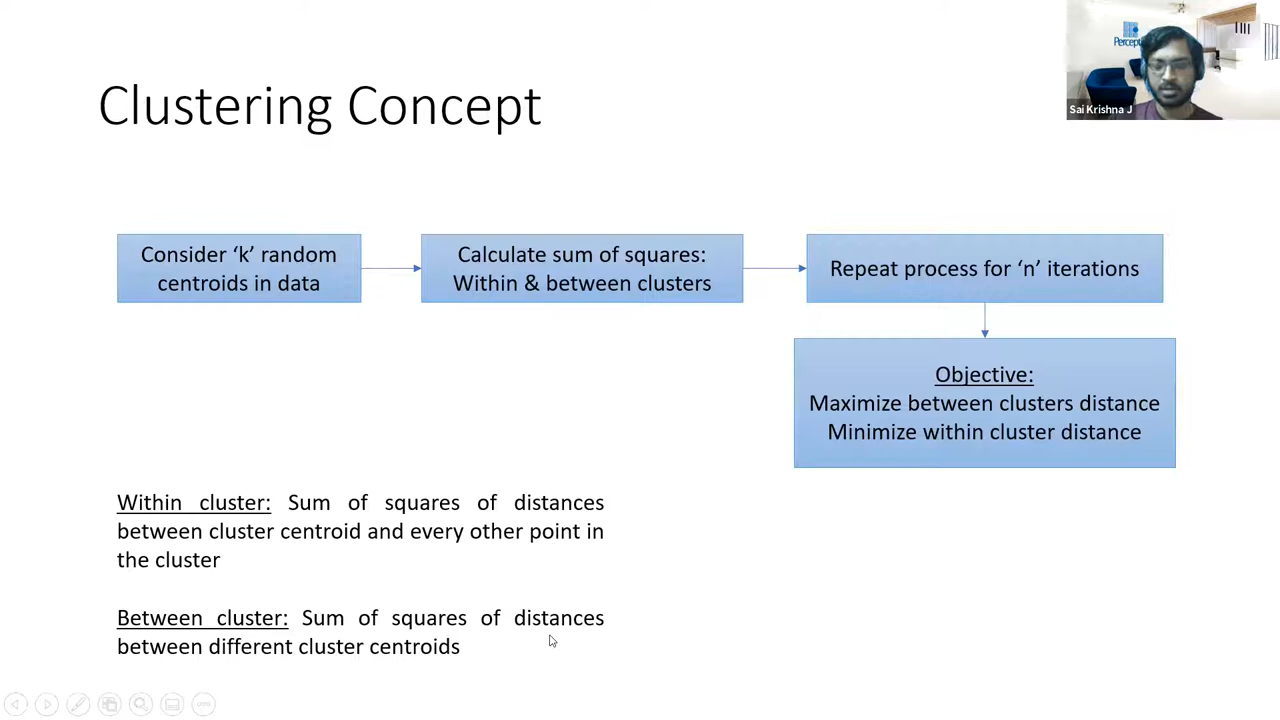 Clustering Concept
Sai Krishna J
Consider ‘k’ random
centroids in data
Calculate sum of squares:
Within & between clusters
Repeat process for ‘n’ iterations
Objective:
Maximize between clusters distance
Minimize within cluster distance
Within cluster: Sum of squares of distances
between cluster centroid and every other point in
the cluster
Between cluster: Sum of squares of distances
between different cluster centroids